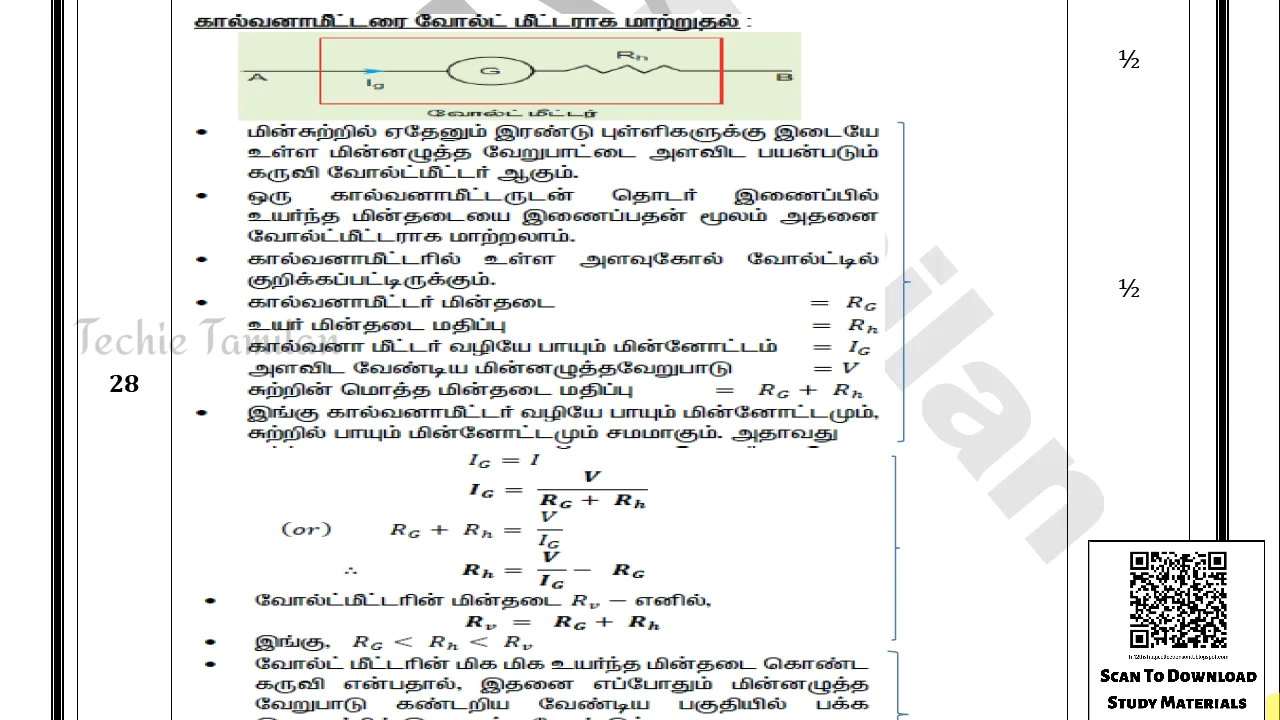 கால்வனாமீட்டரை வோல்ட் மீட்டராக மாற்றுதல் :
½
A I_g G R_h B
வோல்ட் மீட்டர்
• மின்சுற்றில் ஏதேனும் இரண்டு புள்ளிகளுக்கு இடையே
உள்ள மின்னழுத்த வேறுபாட்டை அளவிட பயன்படும்
கருவி வோல்ட்மீட்டர் ஆகும்.
• ஒரு கால்வனாமீட்டருடன் தொடர் இணைப்பில்
உயர்ந்த மின்தடையை இணைப்பதன் மூலம் அதனை
வோல்ட்மீட்டராக மாற்றலாம்.
• கால்வனாமீட்டரில் உள்ள அளவுகோல் வோல்ட்டில்
குறிக்கப்பட்டிருக்கும்.
½
• கால்வனாமீட்டர் மின்தடை = R_G
உயர் மின்தடை மதிப்பு = R_h
Techie Tamilan
கால்வனா மீட்டர் வழியே பாயும் மின்னோட்டம் = I_G
அளவிட வேண்டிய மின்னழுத்தவேறுபாடு = V
28
சுற்றின் மொத்த மின்தடை மதிப்பு = R_G + R_h
• இங்கு கால்வனாமீட்டர் வழியே பாயும் மின்னோட்டமும்,
சுற்றில் பாயும் மின்னோட்டமும் சமமாகும். அதாவது
I_G = I
I_G = V / (R_G + R_h)
(or) R_G + R_h = V / I_G
∴ R_h = V / I_G − R_G
• வோல்ட்மீட்டரின் மின்தடை R_v − எனில்,
R_v = R_G + R_h
• இங்கு, R_G < R_h < R_v
• வோல்ட் மீட்டரின் மிக மிக உயர்ந்த மின்தடை கொண்ட
கருவி என்பதால், இதனை எப்போதும் மின்னழுத்த
வேறுபாடு கண்டறிய வேண்டிய பகுதியில் பக்க
ilan
SCAN TO DOWNLOAD
STUDY MATERIALS